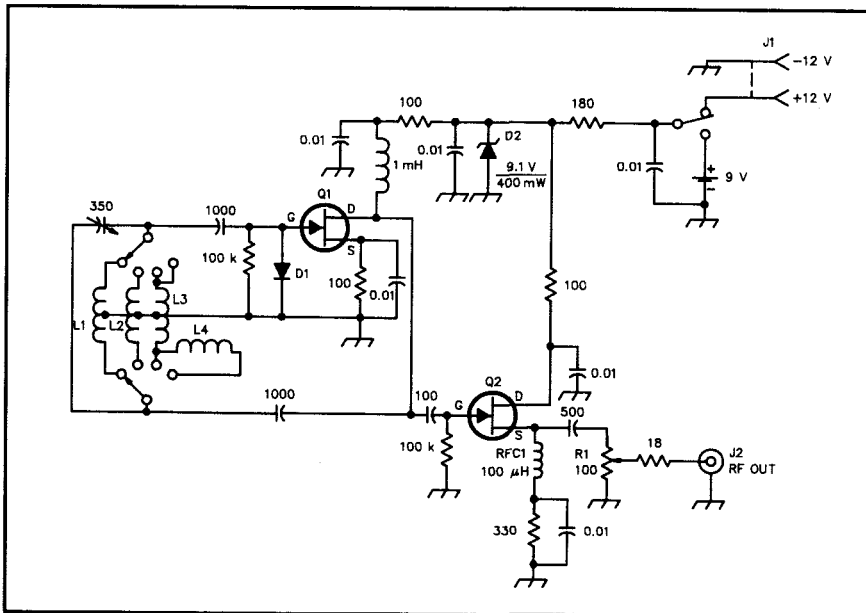 J1
-12 V
+12 V
100
180
0.01
0.01
D2
9.1 V
400 mW
0.01
9 V
+
-
1 mH
Q1
350
1000
G
D
S
100 k
D1
100
0.01
L1
L2
L3
L4
100
0.01
1000
100
Q2
G
D
S
500
100 k
RFC1
100 μH
R1
100
18
J2
RF OUT
330
0.01